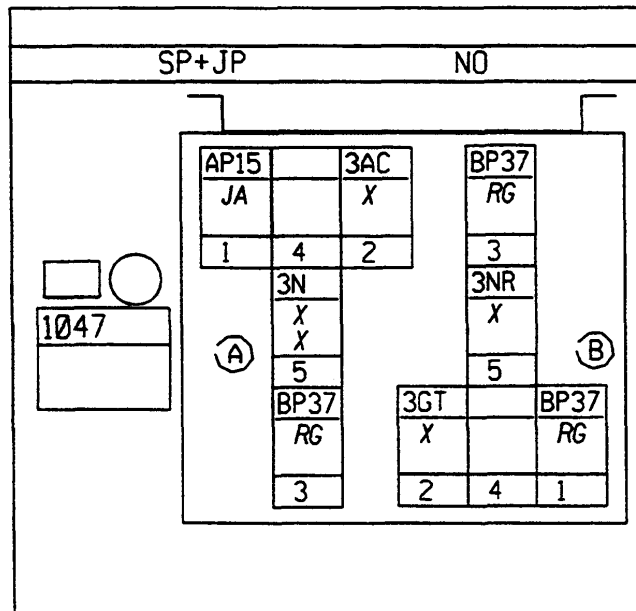 SP+JP NO
AP15 3AC BP37
JA X RG
1 4 2 3
3N 3NR
X X
X
1047
A B
5 5
BP37 3GT BP37
RG X RG
3 2 4 1